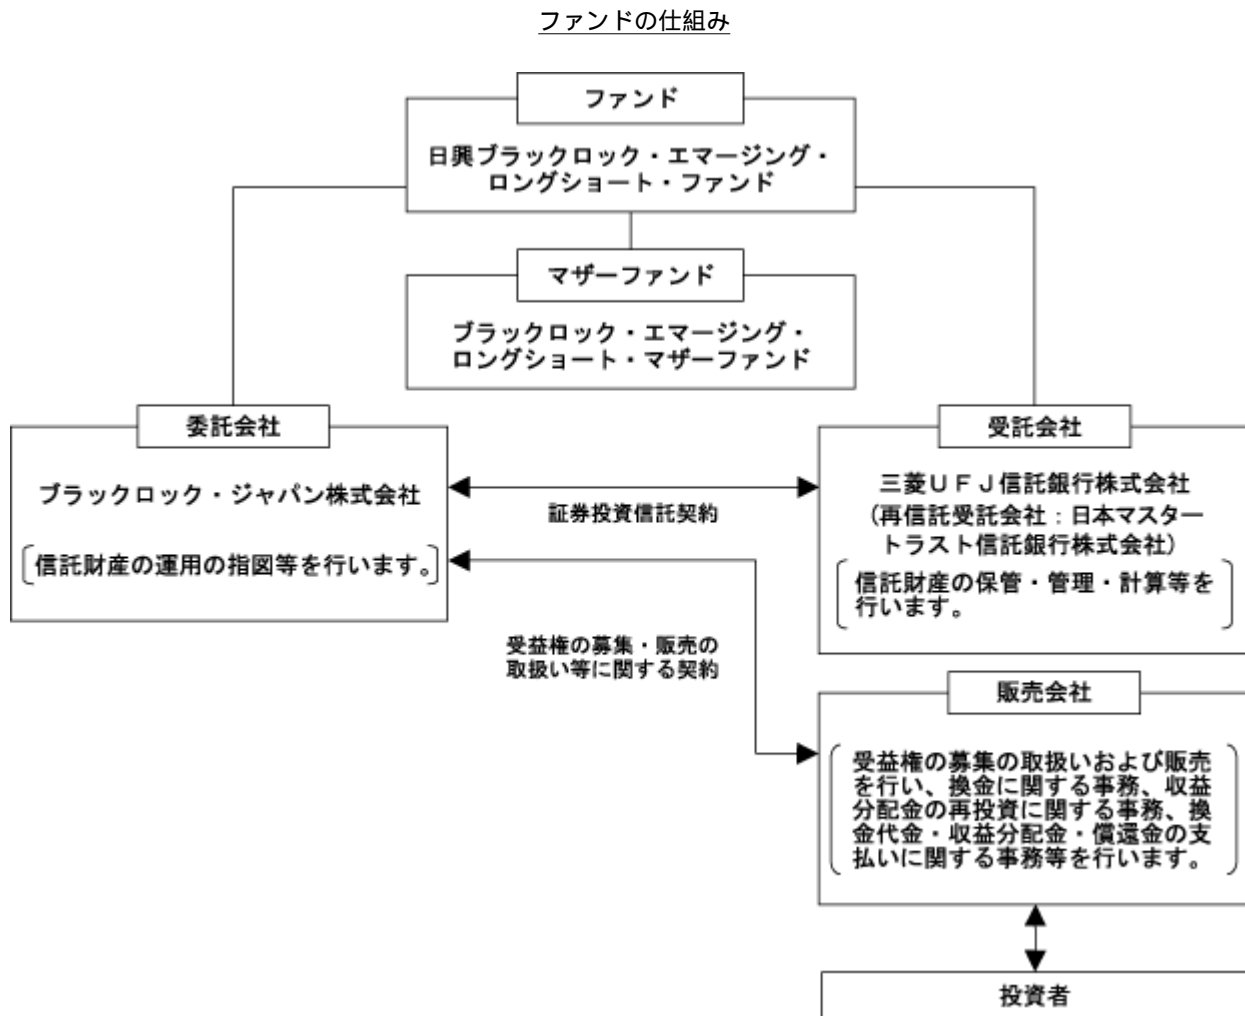 ファンドの仕組み
ファンド
日興ブラックロック・エマージング・
ロングショート・ファンド
マザーファンド
ブラックロック・エマージング・
ロングショート・マザーファンド
委託会社
ブラックロック・ジャパン株式会社
信託財産の運用の指図等を行います。
証券投資信託契約
受託会社
三菱ＵＦＪ信託銀行株式会社
(再信託受託会社：日本マスター
トラスト信託銀行株式会社)
信託財産の保管・管理・計算等を
行います。
受益権の募集・販売の
取扱い等に関する契約
販売会社
受益権の募集の取扱いおよび販売
を行い、換金に関する事務、収益
分配金の再投資に関する事務、換
金代金・収益分配金・償還金の支
払いに関する事務等を行います。
投資者